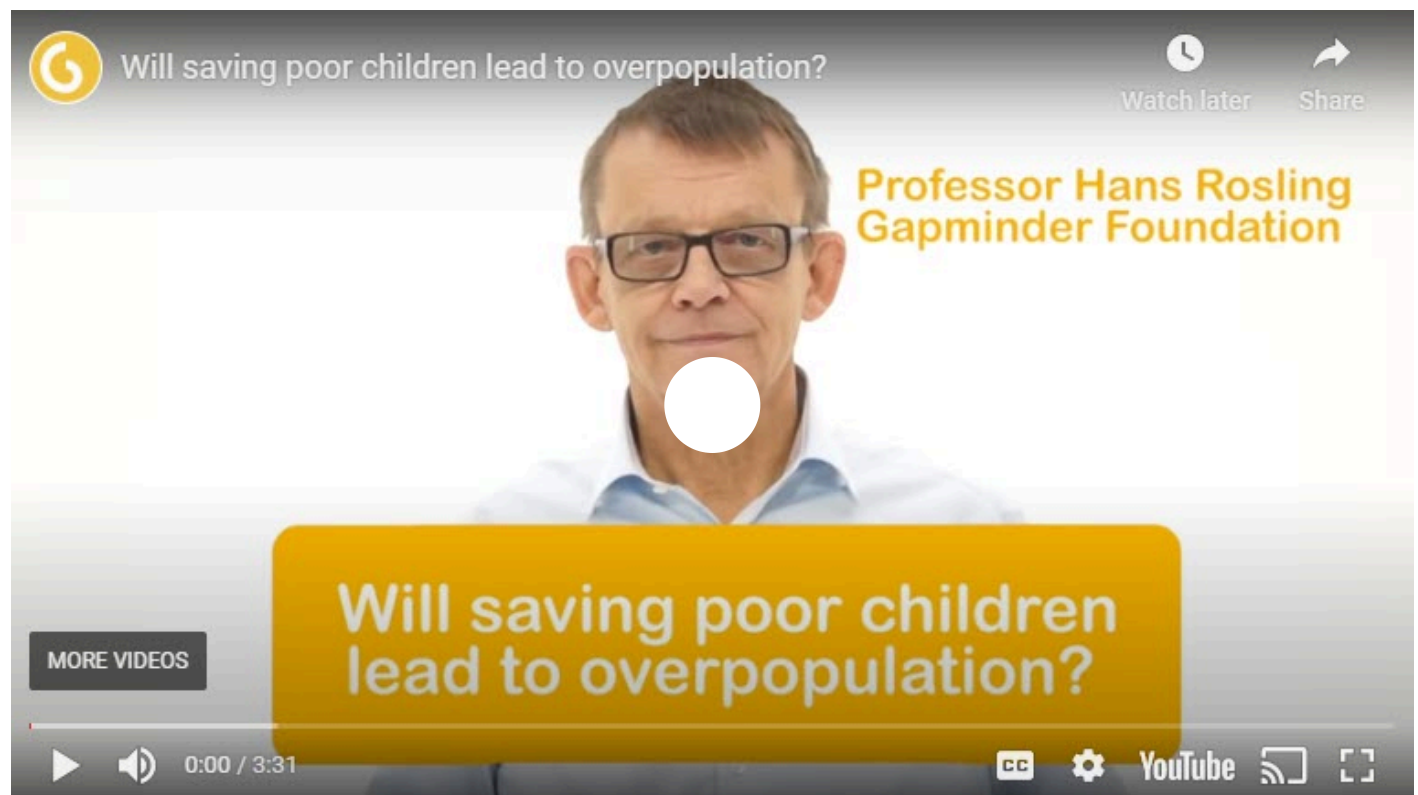 Will saving poor children lead to overpopulation?
Watch later
Share
Professor Hans Rosling
Gapminder Foundation
Will saving poor children
lead to overpopulation?
MORE VIDEOS
0:00 / 3:31
CC
YouTube